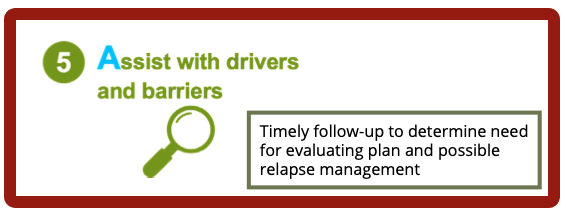 5 Assist with drivers
and barriers
Timely follow-up to determine need
for evaluating plan and possible
relapse management